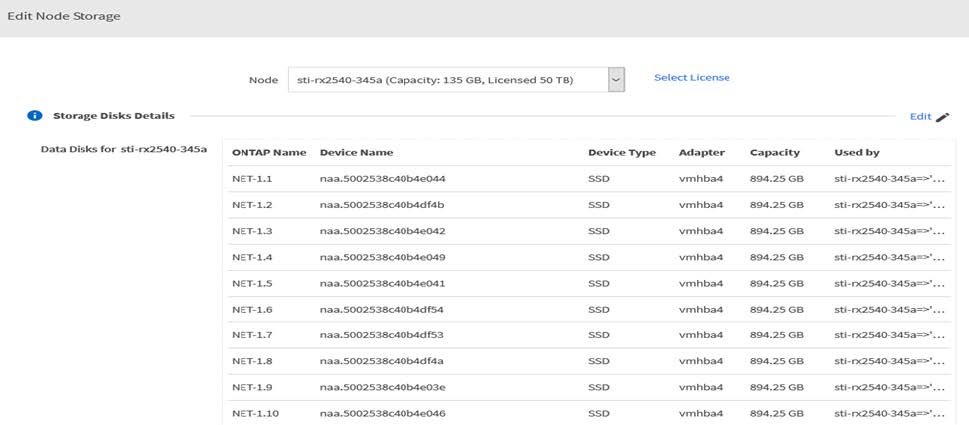 Edit Node Storage
Node sti-rx2540-345a (Capacity: 135 GB, Licensed 50 TB) Select License
Storage Disks Details Edit
Data Disks for sti-rx2540-345a ONTAP Name Device Name Device Type Adapter Capacity Used by
NET-1.1 naa.5002538c40b4e044 SSD vmhba4 894.25 GB sti-rx2540-345a=>'...
NET-1.2 naa.5002538c40b4df4b SSD vmhba4 894.25 GB sti-rx2540-345a=>'...
NET-1.3 naa.5002538c40b4e042 SSD vmhba4 894.25 GB sti-rx2540-345a=>'...
NET-1.4 naa.5002538c40b4e049 SSD vmhba4 894.25 GB sti-rx2540-345a=>'...
NET-1.5 naa.5002538c40b4e041 SSD vmhba4 894.25 GB sti-rx2540-345a=>'...
NET-1.6 naa.5002538c40b4df54 SSD vmhba4 894.25 GB sti-rx2540-345a=>'...
NET-1.7 naa.5002538c40b4df53 SSD vmhba4 894.25 GB sti-rx2540-345a=>'...
NET-1.8 naa.5002538c40b4df4a SSD vmhba4 894.25 GB sti-rx2540-345a=>'...
NET-1.9 naa.5002538c40b4e03e SSD vmhba4 894.25 GB sti-rx2540-345a=>'...
NET-1.10 naa.5002538c40b4e046 SSD vmhba4 894.25 GB sti-rx2540-345a=>'...